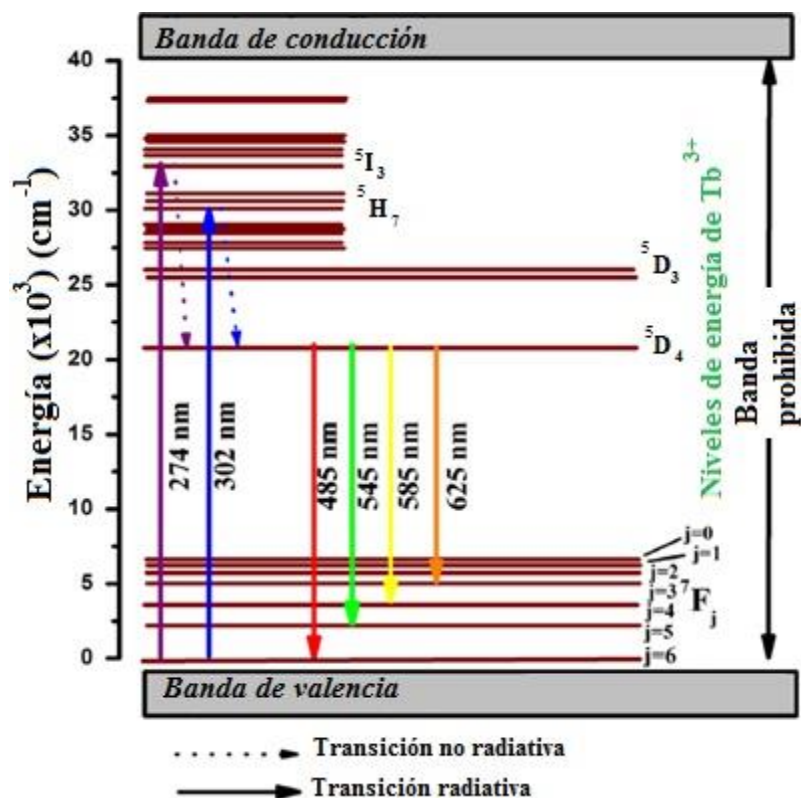 Banda de conducción
Energía (x10³) (cm⁻¹)
40
35
30
25
20
15
10
5
0
⁵I₃
⁵H₇
⁵D₃
⁵D₄
274 nm
302 nm
485 nm
545 nm
585 nm
625 nm
j=0
j=1
j=2
j=3
j=4
j=5
j=6
⁷Fⱼ
Niveles de energía de Tb³⁺
Banda
prohibida
Banda de valencia
Transición no radiativa
Transición radiativa